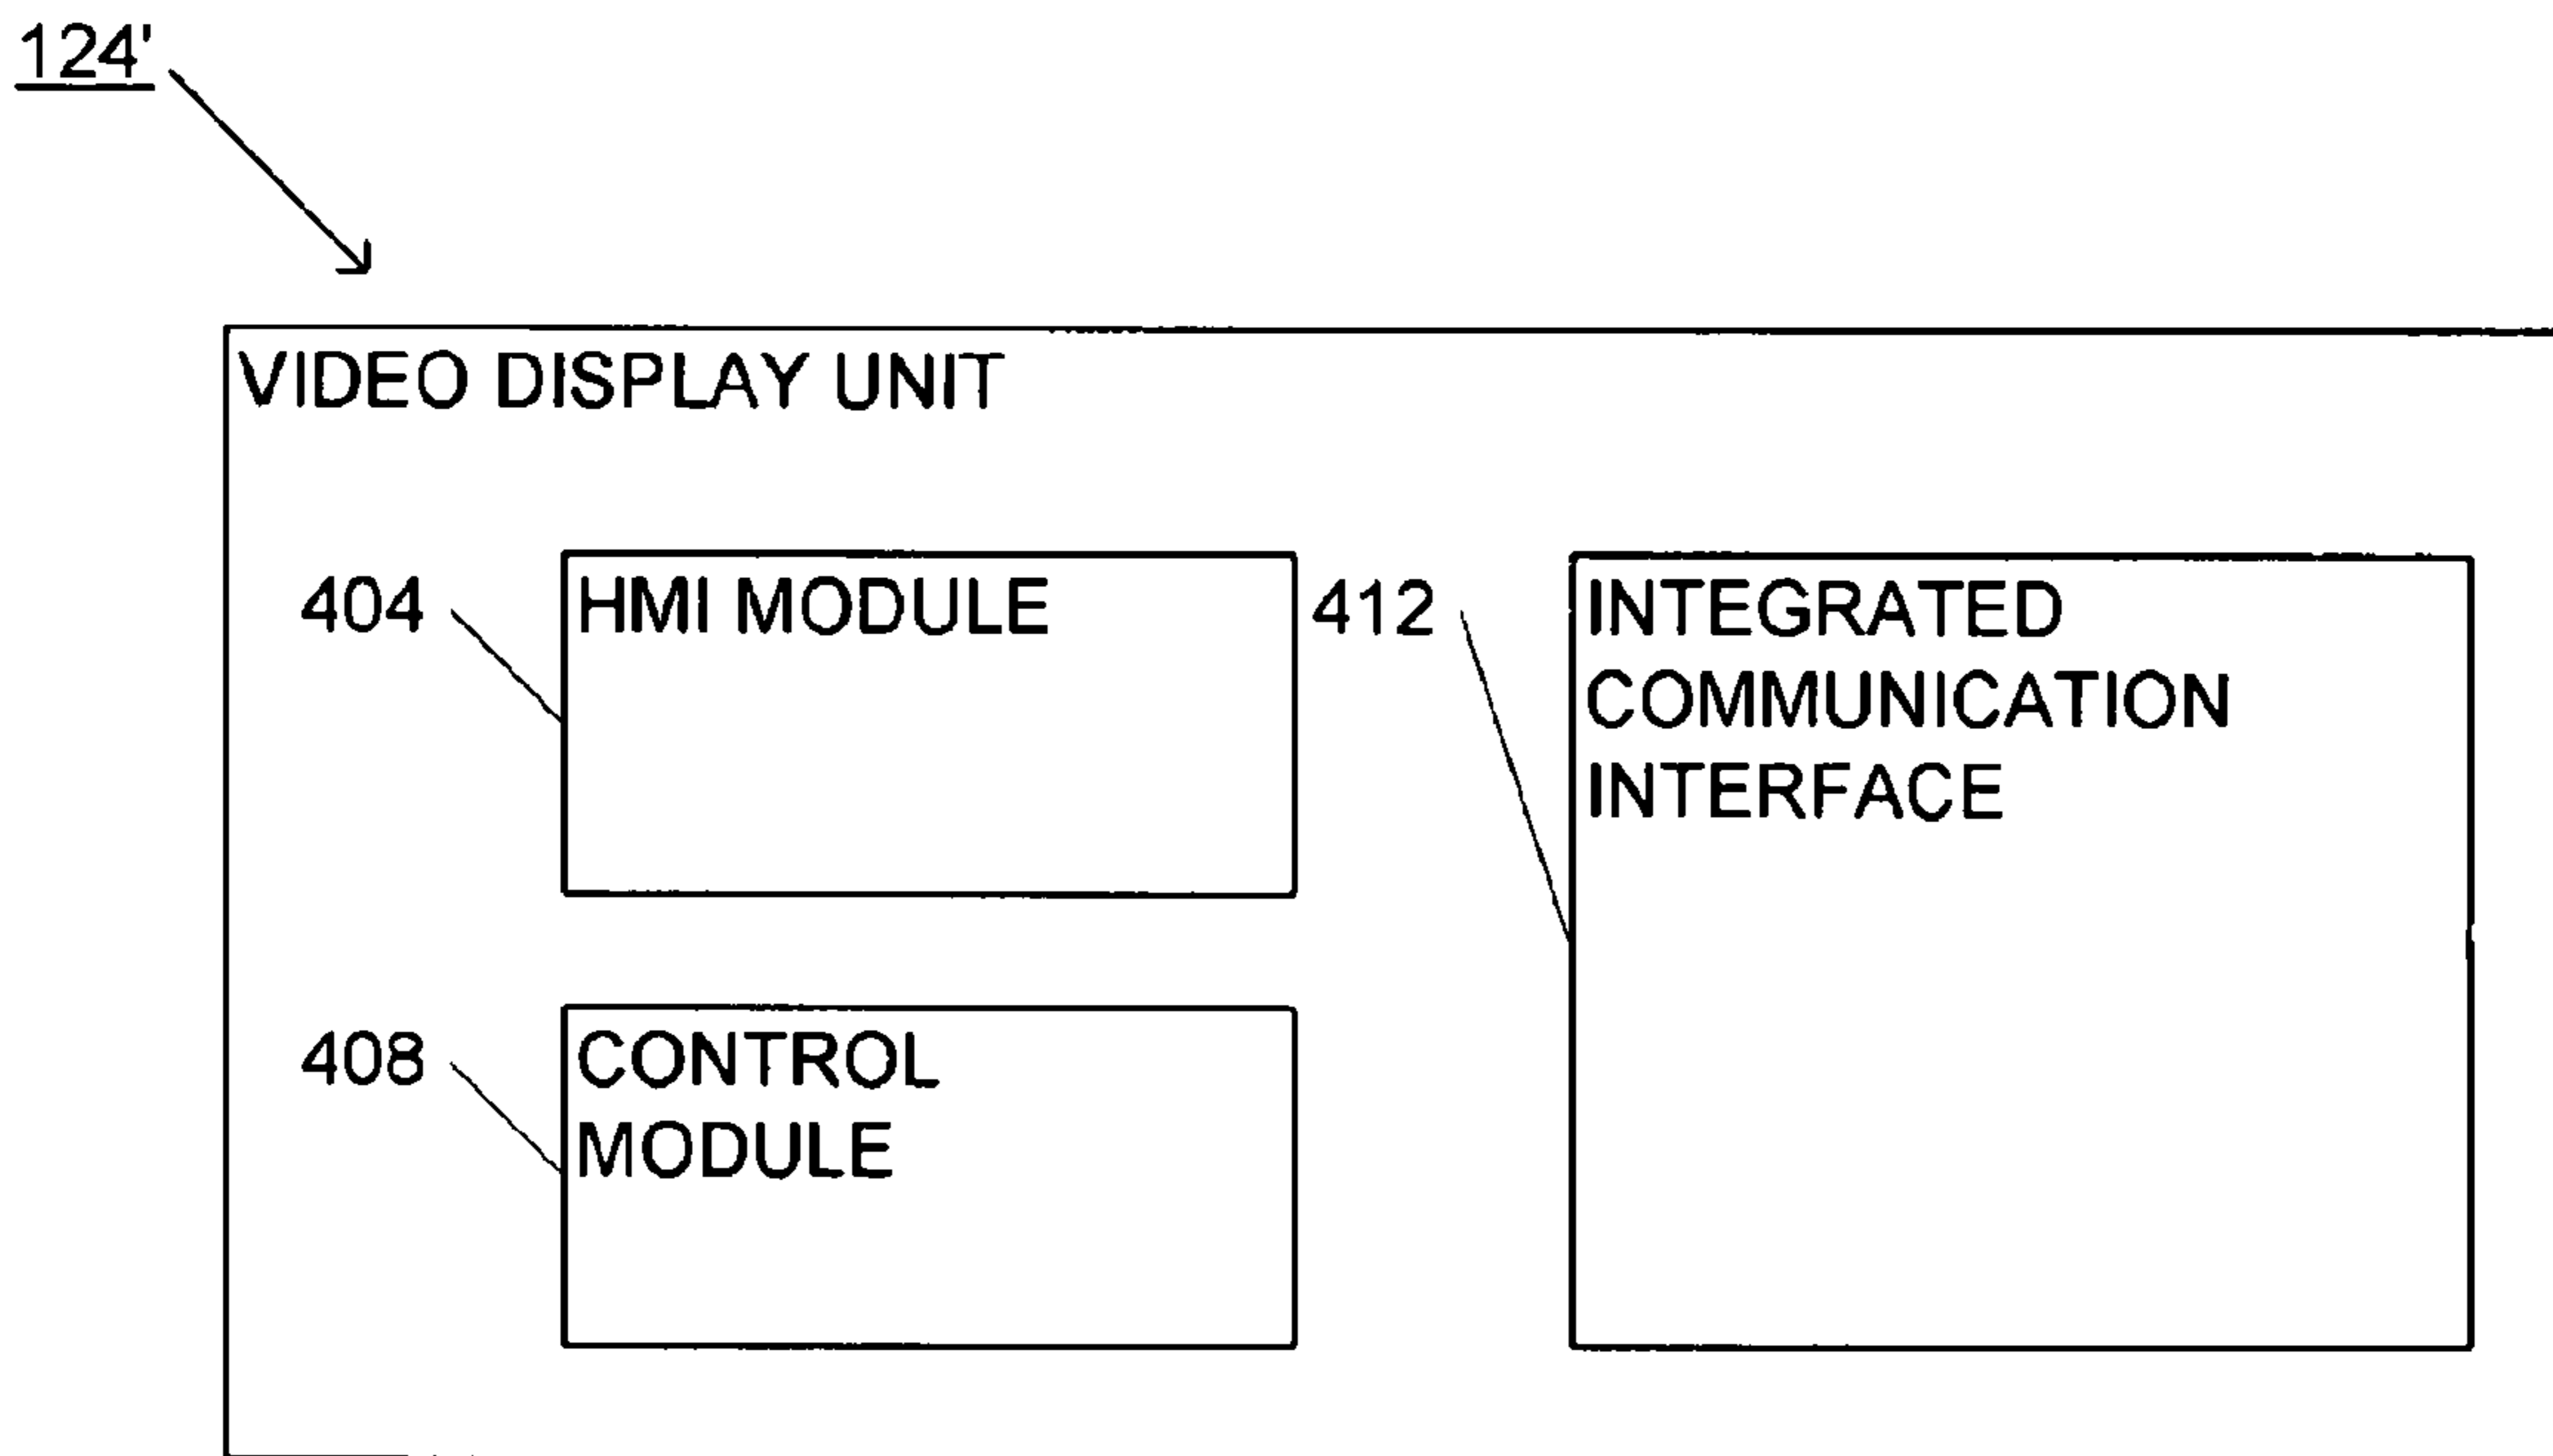 124'
VIDEO DISPLAY UNIT
404
HMI MODULE
412
INTEGRATED
COMMUNICATION
INTERFACE
408
CONTROL
MODULE